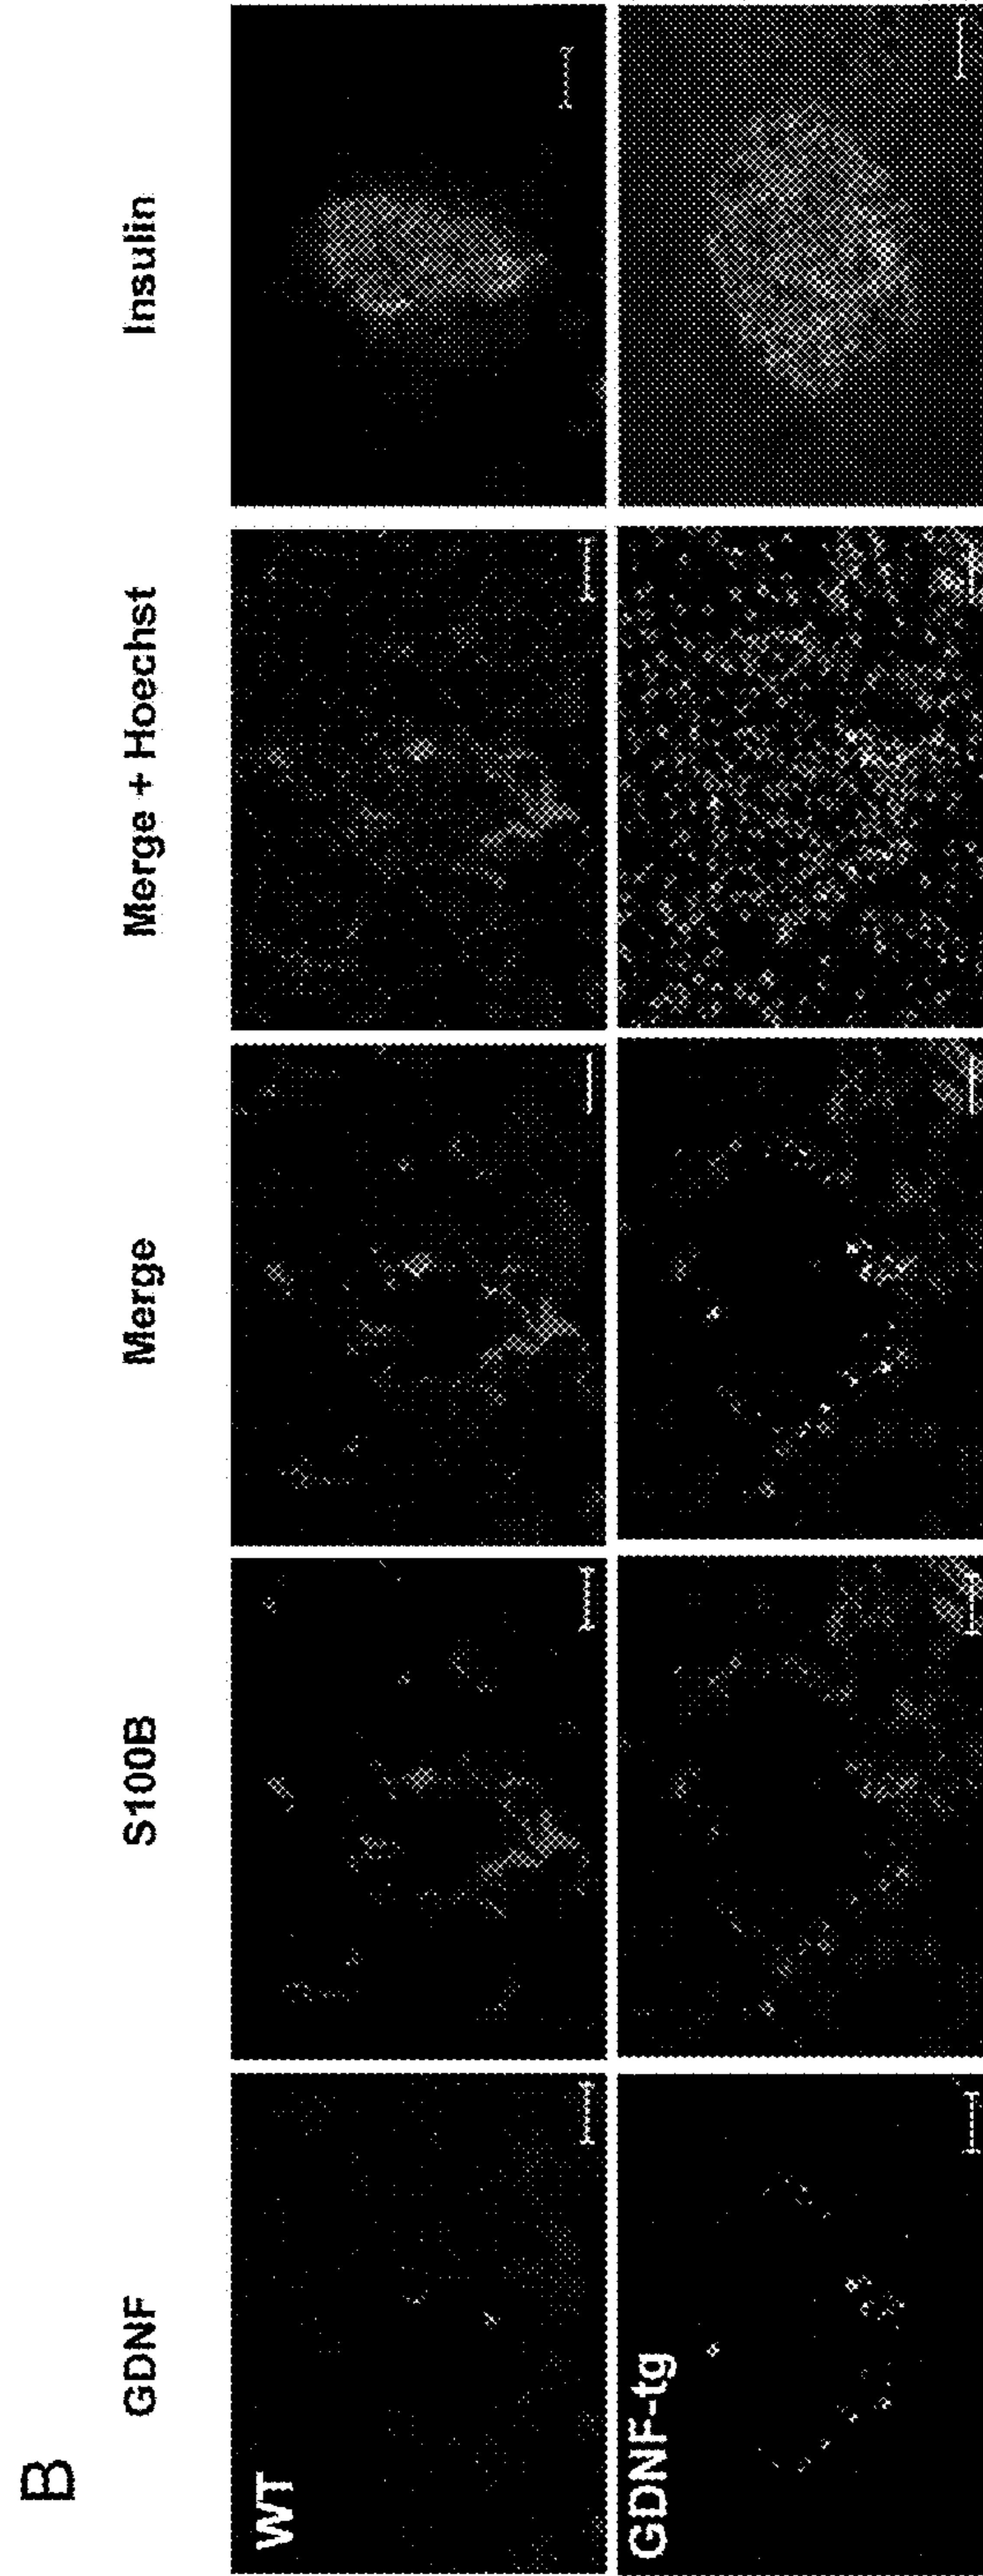 B
GDNF S100B Merge Merge + Hoechst Insulin
WT
GDNF-tg